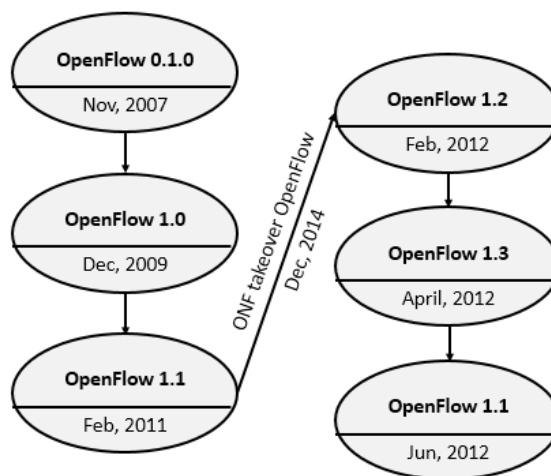 OpenFlow 0.1.0
Nov, 2007
OpenFlow 1.0
Dec, 2009
OpenFlow 1.1
Feb, 2011
ONF takeover OpenFlow
Dec, 2014
OpenFlow 1.2
Feb, 2012
OpenFlow 1.3
April, 2012
OpenFlow 1.1
Jun, 2012